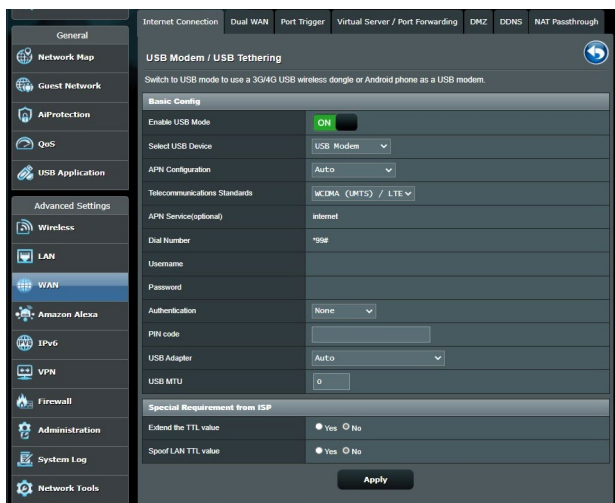 Internet Connection Dual WAN Port Trigger Virtual Server / Port Forwarding DMZ DDNS NAT Passthrough
General
Network Map
Guest Network
AiProtection
QoS
USB Application
Advanced Settings
Wireless
LAN
WAN
Amazon Alexa
IPv6
VPN
Firewall
Administration
System Log
Network Tools
USB Modem / USB Tethering
Switch to USB mode to use a 3G/4G USB wireless dongle or Android phone as a USB modem.
Basic Config
Enable USB Mode ON
Select USB Device USB Modem
APN Configuration Auto
Telecommunications Standards WCDMA (UMTS) / LTE
APN Service(optional) internet
Dial Number *99#
Username
Password
Authentication None
PIN code
USB Adapter Auto
USB MTU 0
Special Requirement from ISP
Extend the TTL value Yes No
Spoof LAN TTL value Yes No
Apply